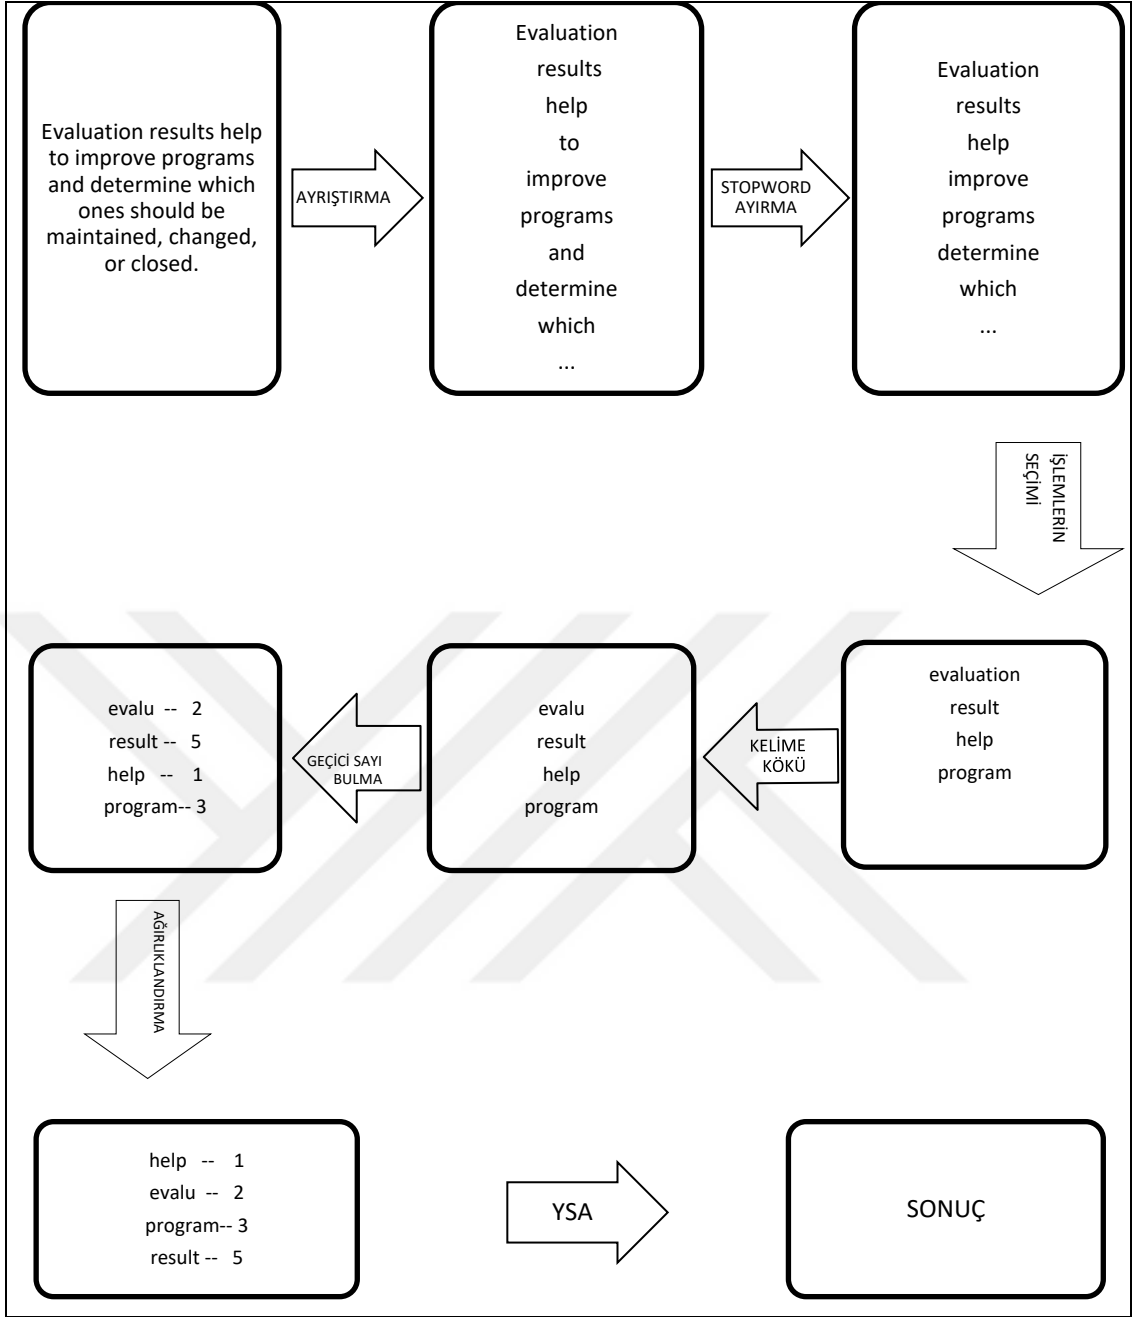 Evaluation results help
to improve programs
and determine which
ones should be
maintained, changed,
or closed.
AYRIŞTIRMA
Evaluation
results
help
to
improve
programs
and
determine
which
...
STOPWORD
AYIRMA
Evaluation
results
help
improve
programs
determine
which
...
İŞLEMLERİN
SEÇİMİ
evaluation
result
help
program
KELİME
KÖKÜ
evalu
result
help
program
GEÇİCİ SAYI
BULMA
evalu -- 2
result -- 5
help -- 1
program-- 3
AĞIRLIKLANDIRMA
help -- 1
evalu -- 2
program-- 3
result -- 5
YSA
SONUÇ